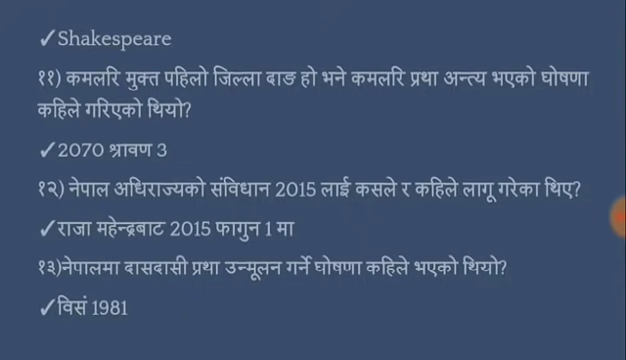 ✓Shakespeare
११) कमलरि मुक्त पहिलो जिल्ला दाङ हो भने कमलरि प्रथा अन्त्य भएको घोषणा
कहिले गरिएको थियो?
✓2070 श्रावण 3
१२) नेपाल अधिराज्यको संविधान 2015 लाई कसले र कहिले लागू गरेका थिए?
✓राजा महेन्द्रबाट 2015 फागुन 1 मा
१३)नेपालमा दासदासी प्रथा उन्मूलन गर्ने घोषणा कहिले भएको थियो?
✓विसं 1981